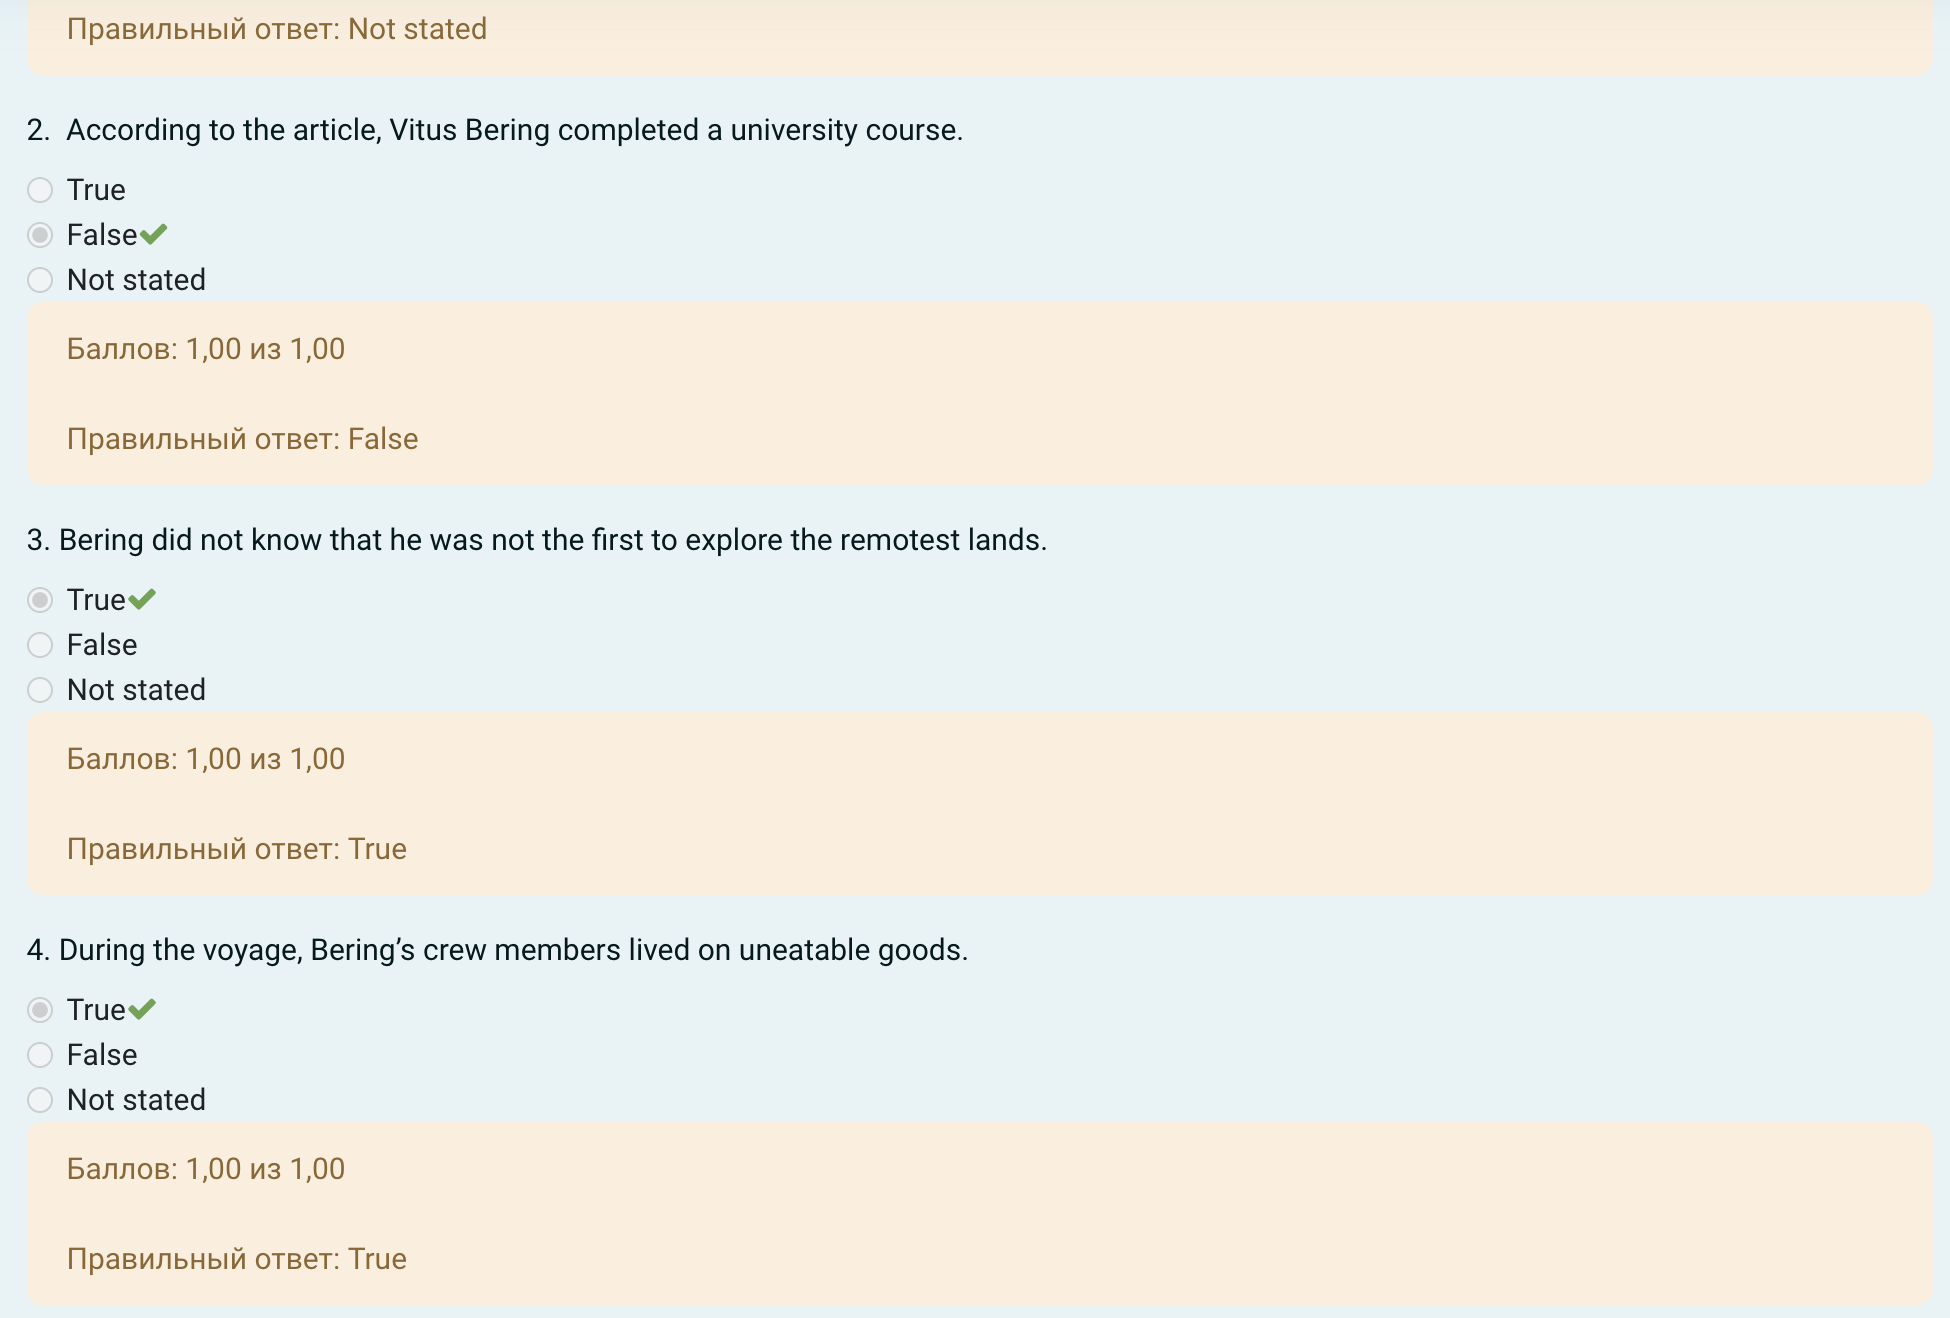 Правильный ответ: Not stated
2. According to the article, Vitus Bering completed a university course.
True
False
Not stated
Баллов: 1,00 из 1,00
Правильный ответ: False
3. Bering did not know that he was not the first to explore the remotest lands.
True
False
Not stated
Баллов: 1,00 из 1,00
Правильный ответ: True
4. During the voyage, Bering’s crew members lived on uneatable goods.
True
False
Not stated
Баллов: 1,00 из 1,00
Правильный ответ: True